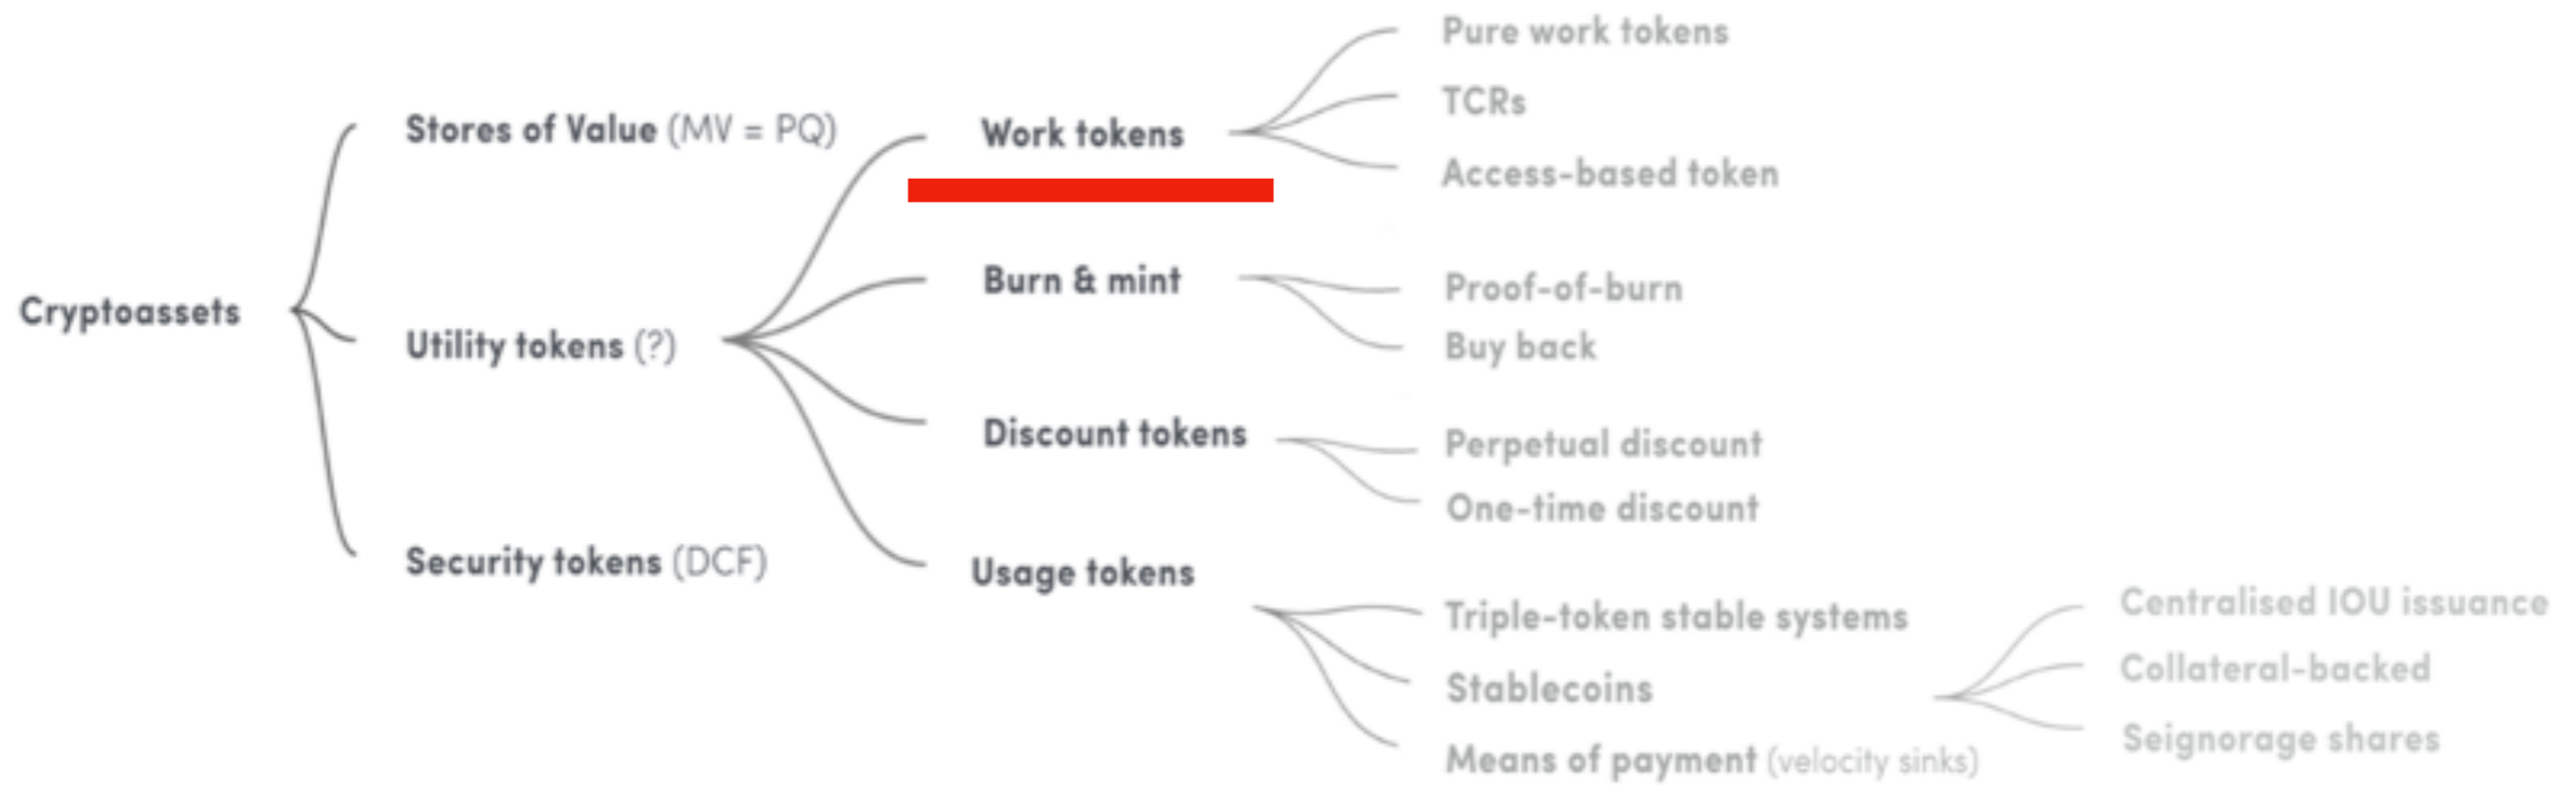 Cryptoassets
Stores of Value (MV = PQ)
Utility tokens (?)
Security tokens (DCF)
Work tokens
Burn & mint
Discount tokens
Usage tokens
Pure work tokens
TCRs
Access-based token
Proof-of-burn
Buy back
Perpetual discount
One-time discount
Triple-token stable systems
Stablecoins
Means of payment (velocity sinks)
Centralised IOU issuance
Collateral-backed
Seignorage shares